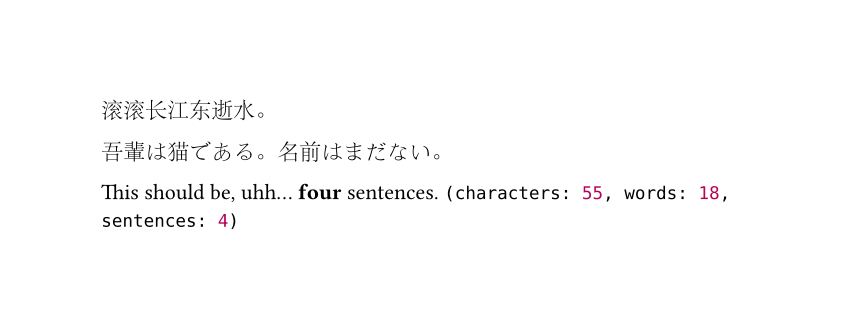 滚滚长江东逝水。
吾輩は猫である。名前はまだない。
This should be, uhh… four sentences. (characters: 55, words: 18,
sentences: 4)